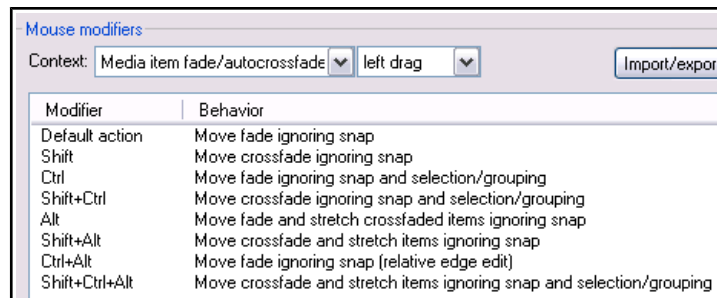 Mouse modifiers
Context: Media item fade/autocrossfade left drag Import/expor
Modifier Behavior
Default action Move fade ignoring snap
Shift Move crossfade ignoring snap
Ctrl Move fade ignoring snap and selection/grouping
Shift+Ctrl Move crossfade ignoring snap and selection/grouping
Alt Move fade and stretch crossfaded items ignoring snap
Shift+Alt Move crossfade and stretch items ignoring snap
Ctrl+Alt Move fade ignoring snap (relative edge edit)
Shift+Ctrl+Alt Move crossfade and stretch items ignoring snap and selection/grouping